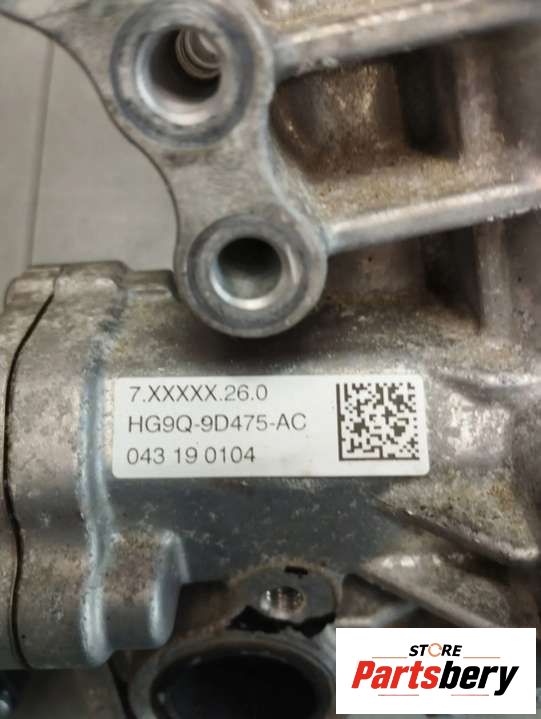 7.XXXXX.26.0
HG9Q-9D475-AC
043 19 0104
STORE
Partsbery